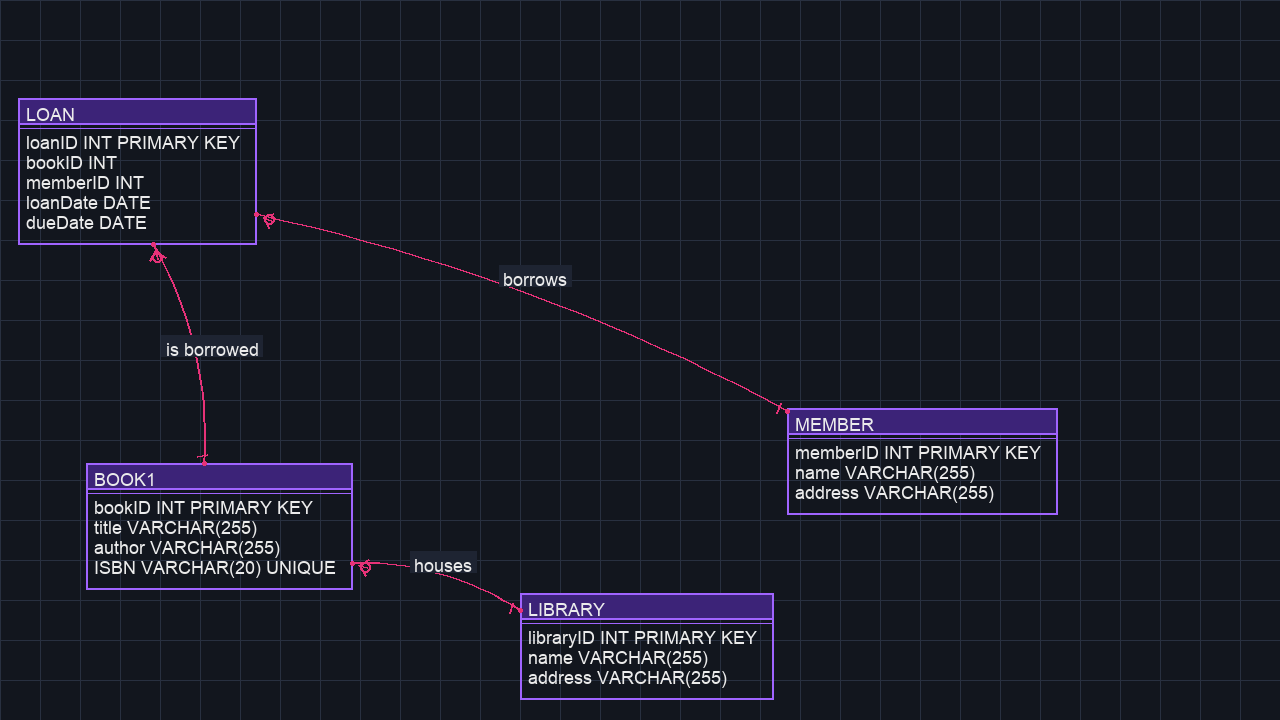 LOAN
loanID INT PRIMARY KEY
bookID INT
memberID INT
loanDate DATE
dueDate DATE
borrows
is borrowed
MEMBER
memberID INT PRIMARY KEY
name VARCHAR(255)
address VARCHAR(255)
BOOK1
bookID INT PRIMARY KEY
title VARCHAR(255)
author VARCHAR(255)
ISBN VARCHAR(20) UNIQUE
houses
LIBRARY
libraryID INT PRIMARY KEY
name VARCHAR(255)
address VARCHAR(255)